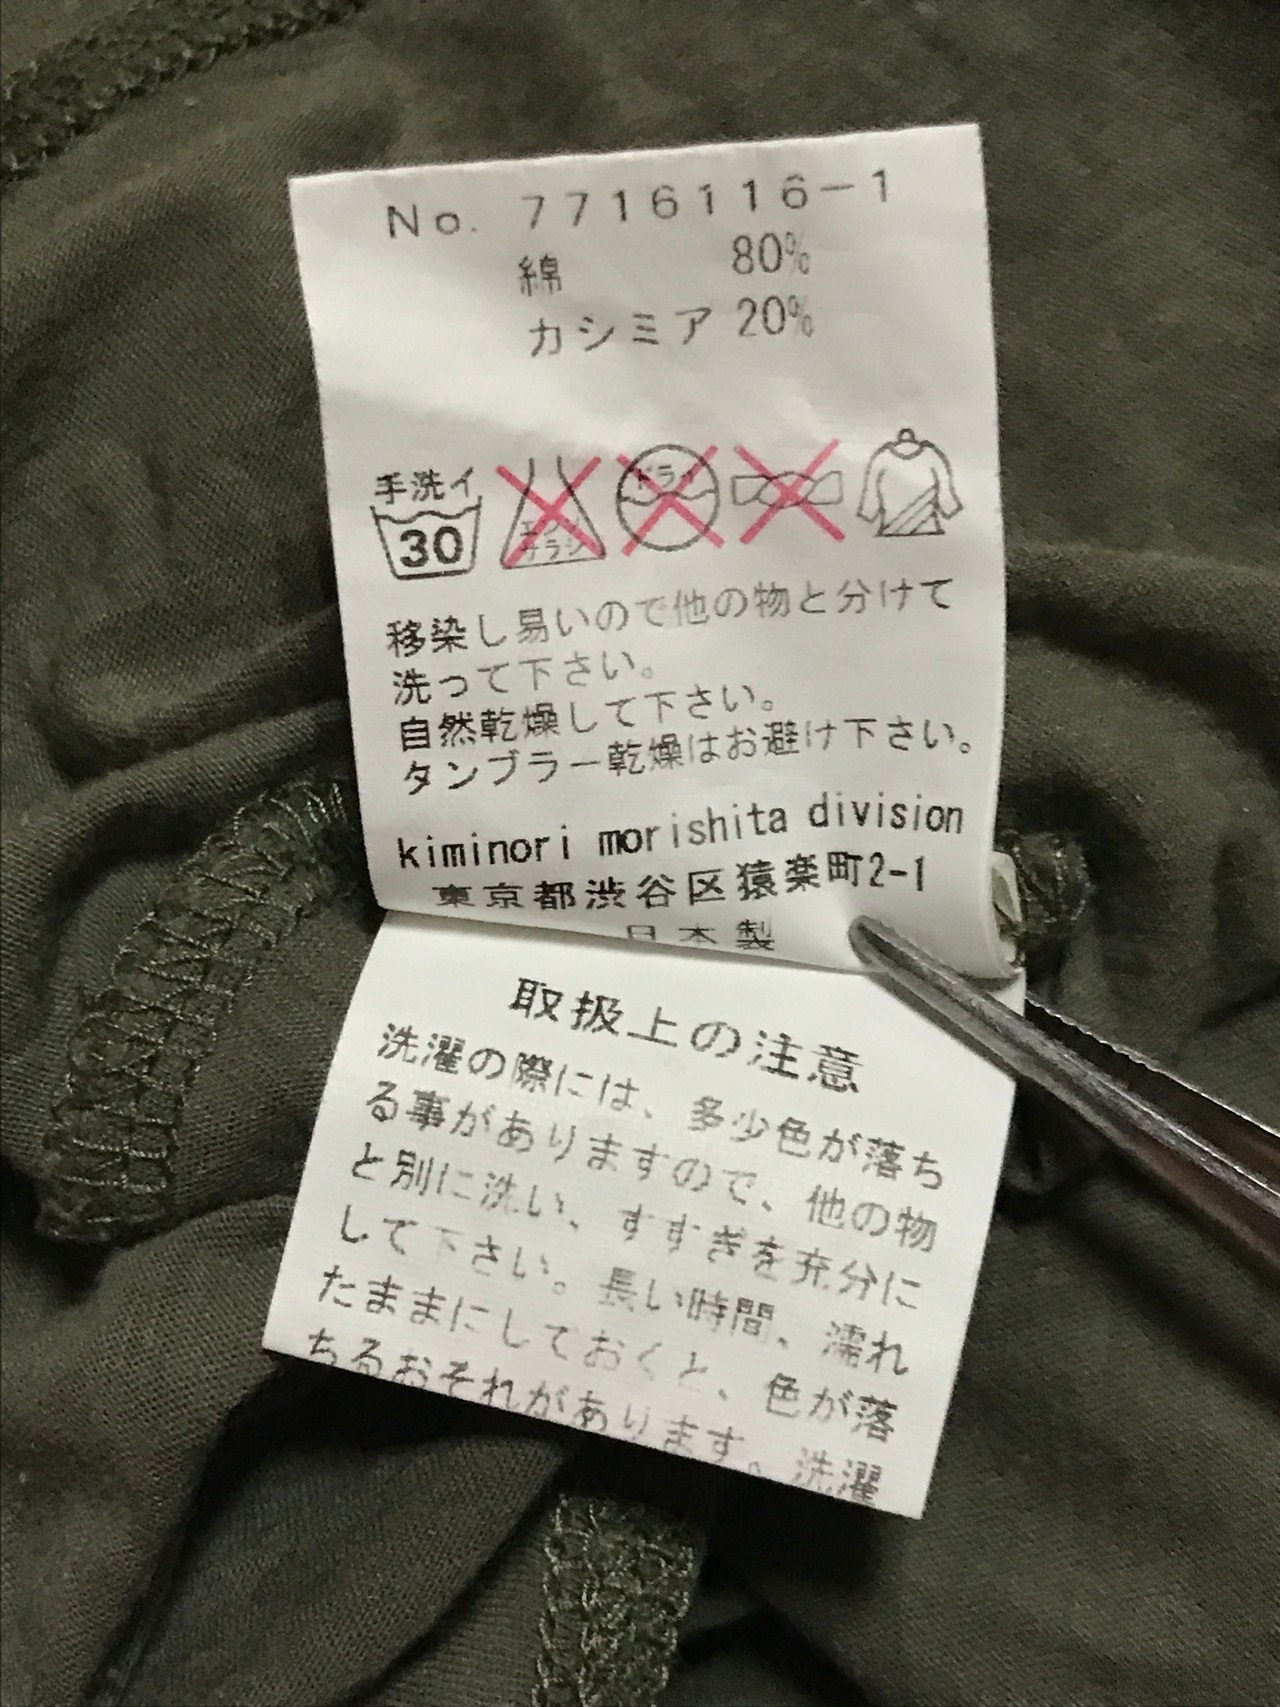 No. 7716116-1
綿 80%
カシミア 20%
手洗イ
30
エンソ
サラシ
ドライ
移染し易いので他の物と分けて
洗って下さい。
自然乾燥して下さい。
タンブラー乾燥はお避け下さい。
kiminori morishita division
東京都渋谷区猿楽町2-1
日本製
取扱上の注意
洗濯の際には、多少色が落ち
る事がありますので、他の物
と別に洗い、すすぎを充分に
して下さい。長い時間、濡れ
たままにしておくと、色が落
ちるおそれがあります。洗濯